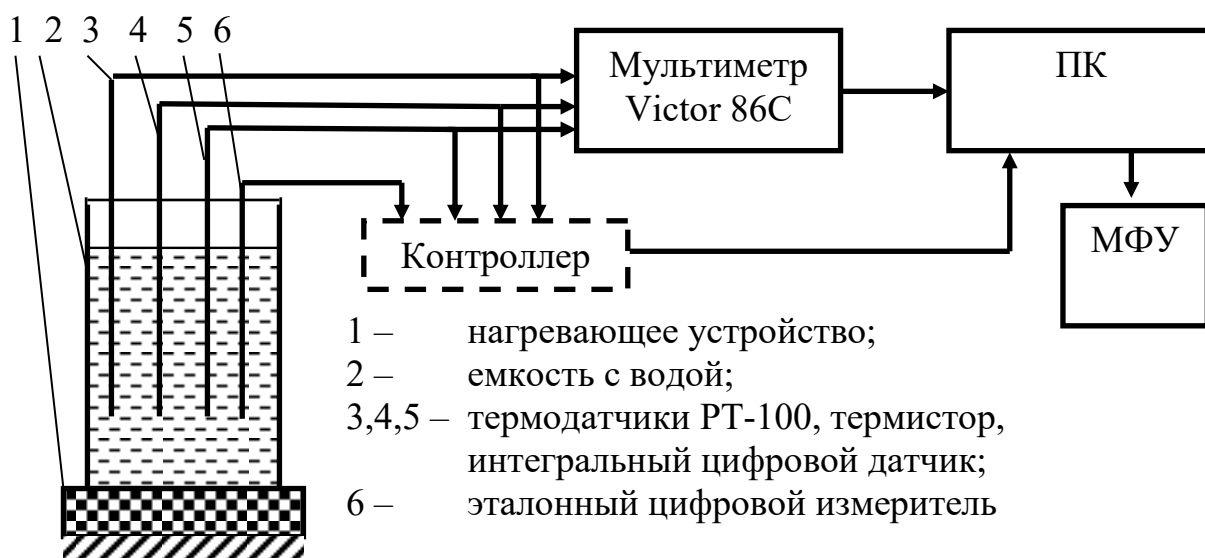 1 2 3 4 5 6
Мультиметр
Victor 86C
ПК
Контроллер
МФУ
1 – нагревающее устройство;
2 – емкость с водой;
3,4,5 – термодатчики РТ-100, термистор,
интегральный цифровой датчик;
6 – эталонный цифровой измеритель